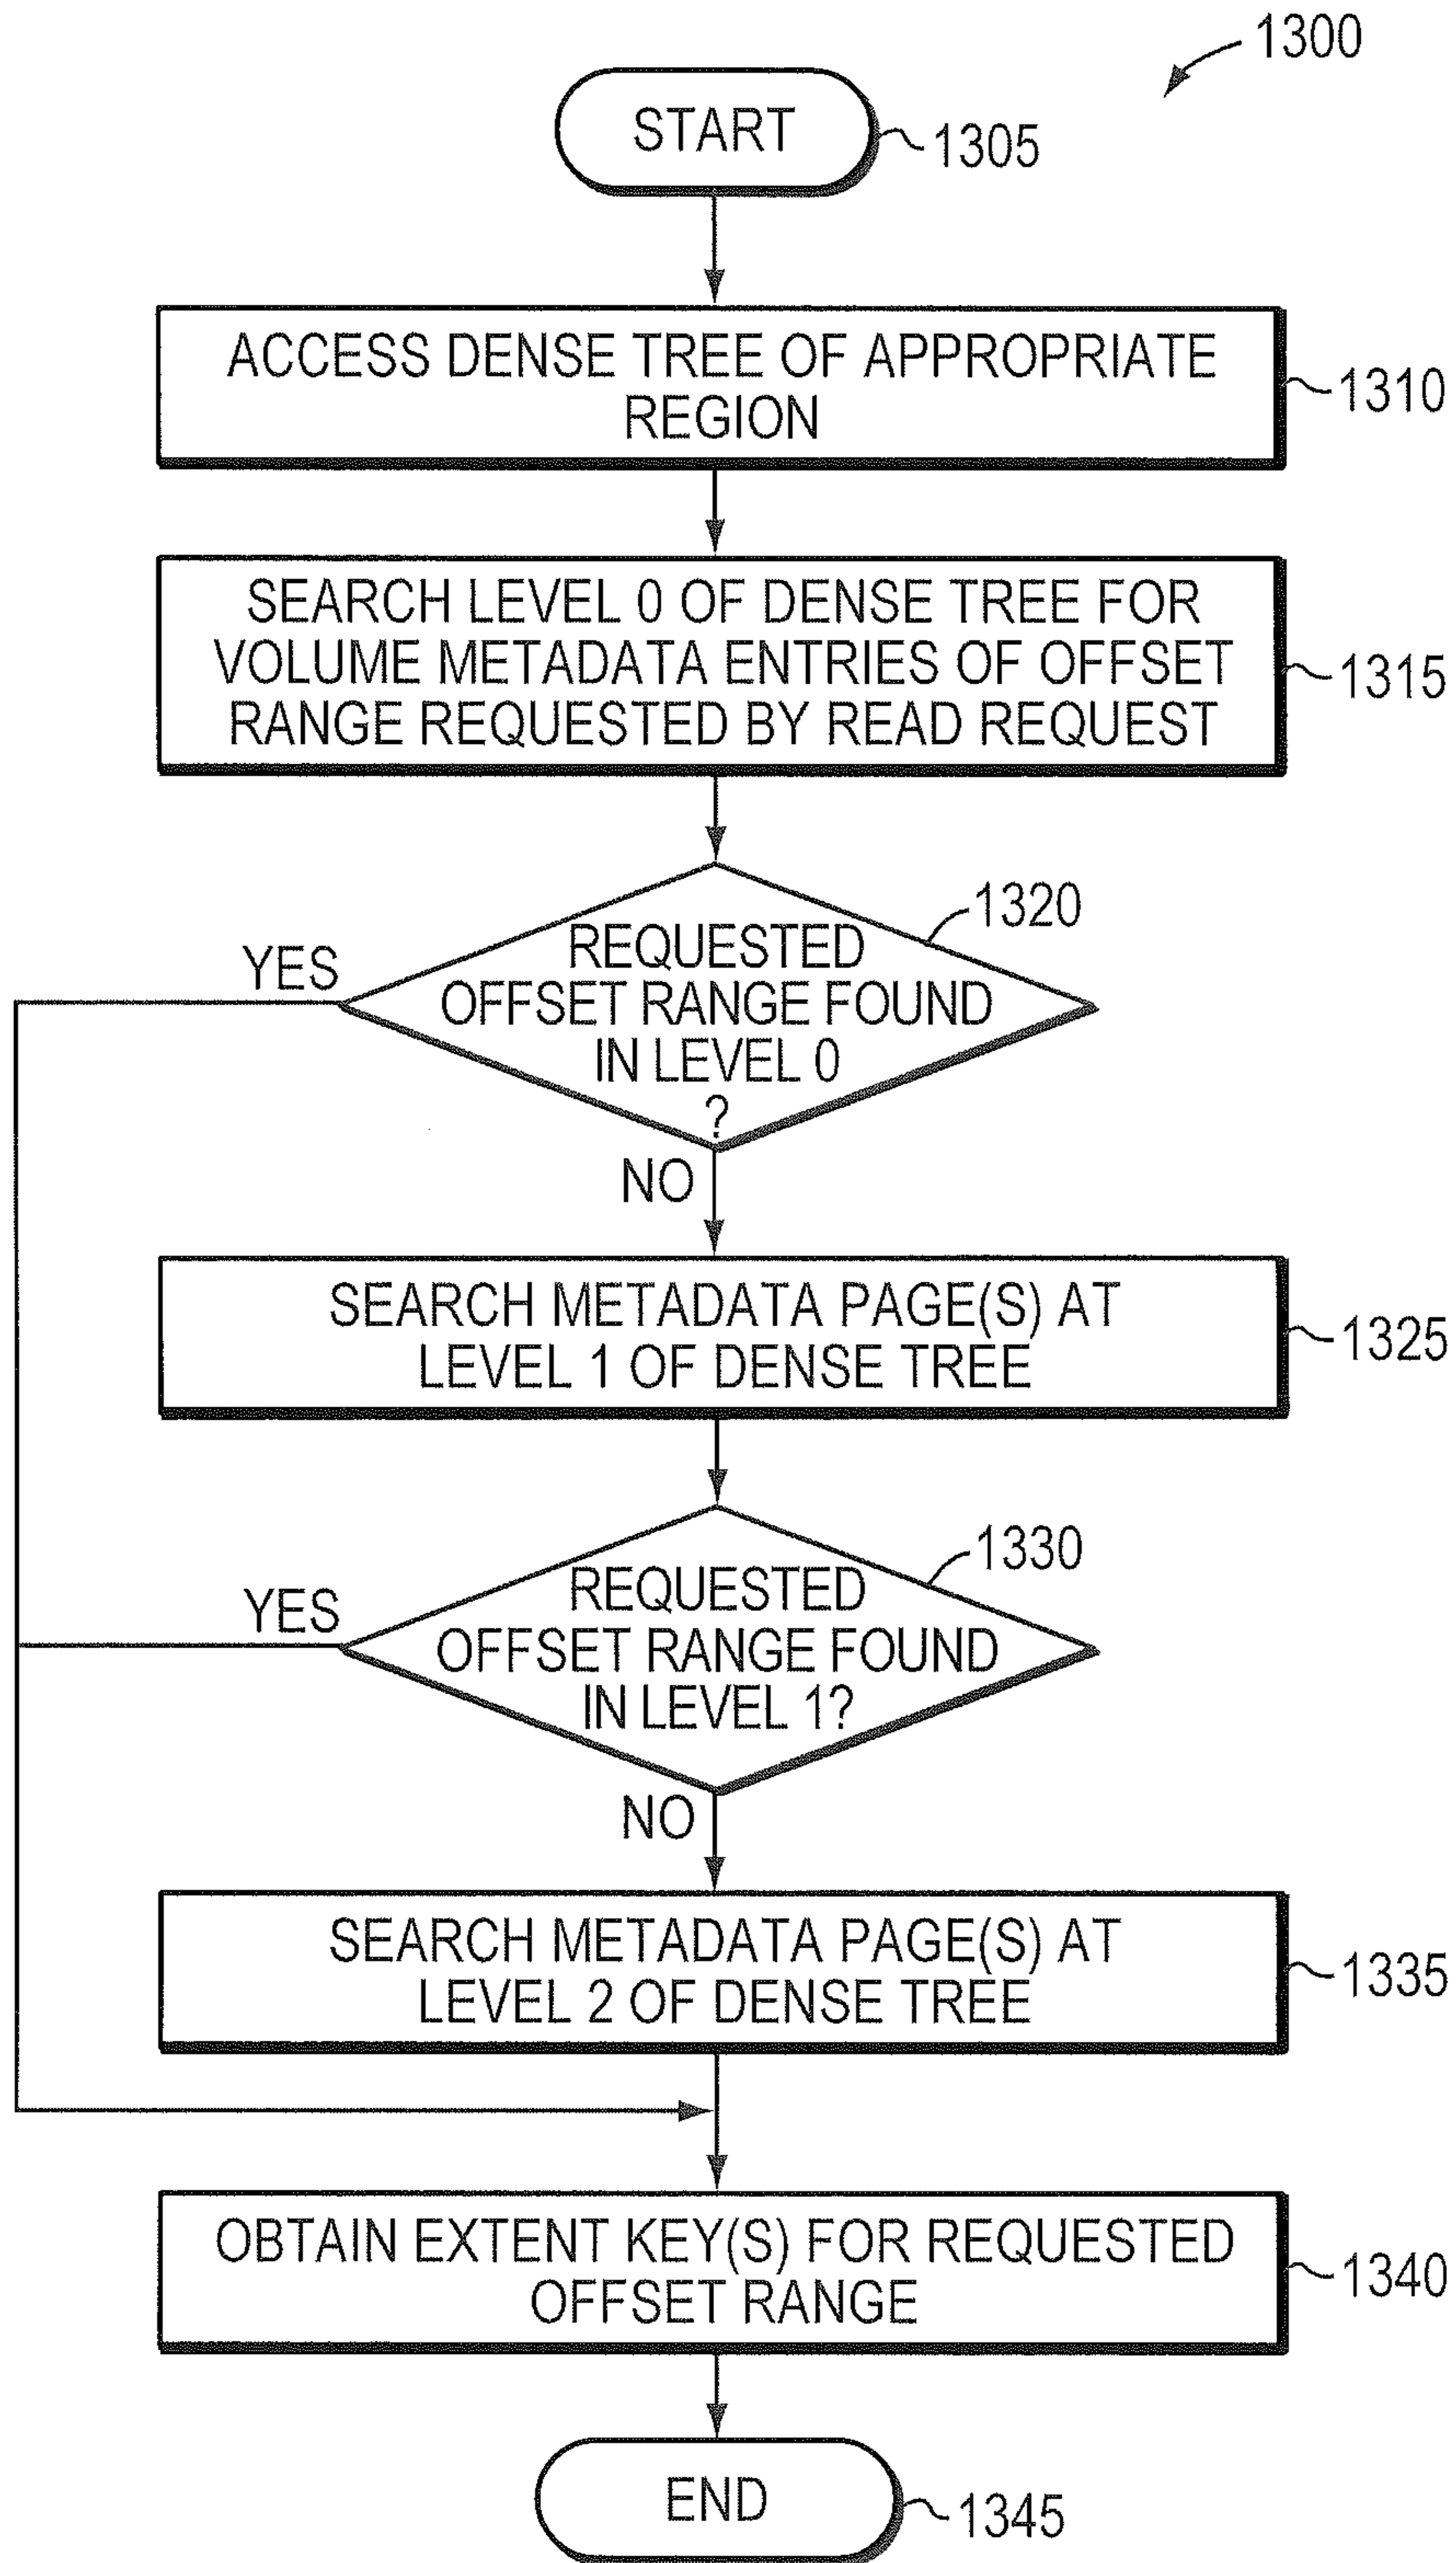 1300
START
1305
ACCESS DENSE TREE OF APPROPRIATE
REGION
1310
SEARCH LEVEL 0 OF DENSE TREE FOR
VOLUME METADATA ENTRIES OF OFFSET
RANGE REQUESTED BY READ REQUEST
1315
1320
YES
REQUESTED
OFFSET RANGE FOUND
IN LEVEL 0
?
NO
SEARCH METADATA PAGE(S) AT
LEVEL 1 OF DENSE TREE
1325
1330
YES
REQUESTED
OFFSET RANGE FOUND
IN LEVEL 1?
NO
SEARCH METADATA PAGE(S) AT
LEVEL 2 OF DENSE TREE
1335
OBTAIN EXTENT KEY(S) FOR REQUESTED
OFFSET RANGE
1340
END
1345